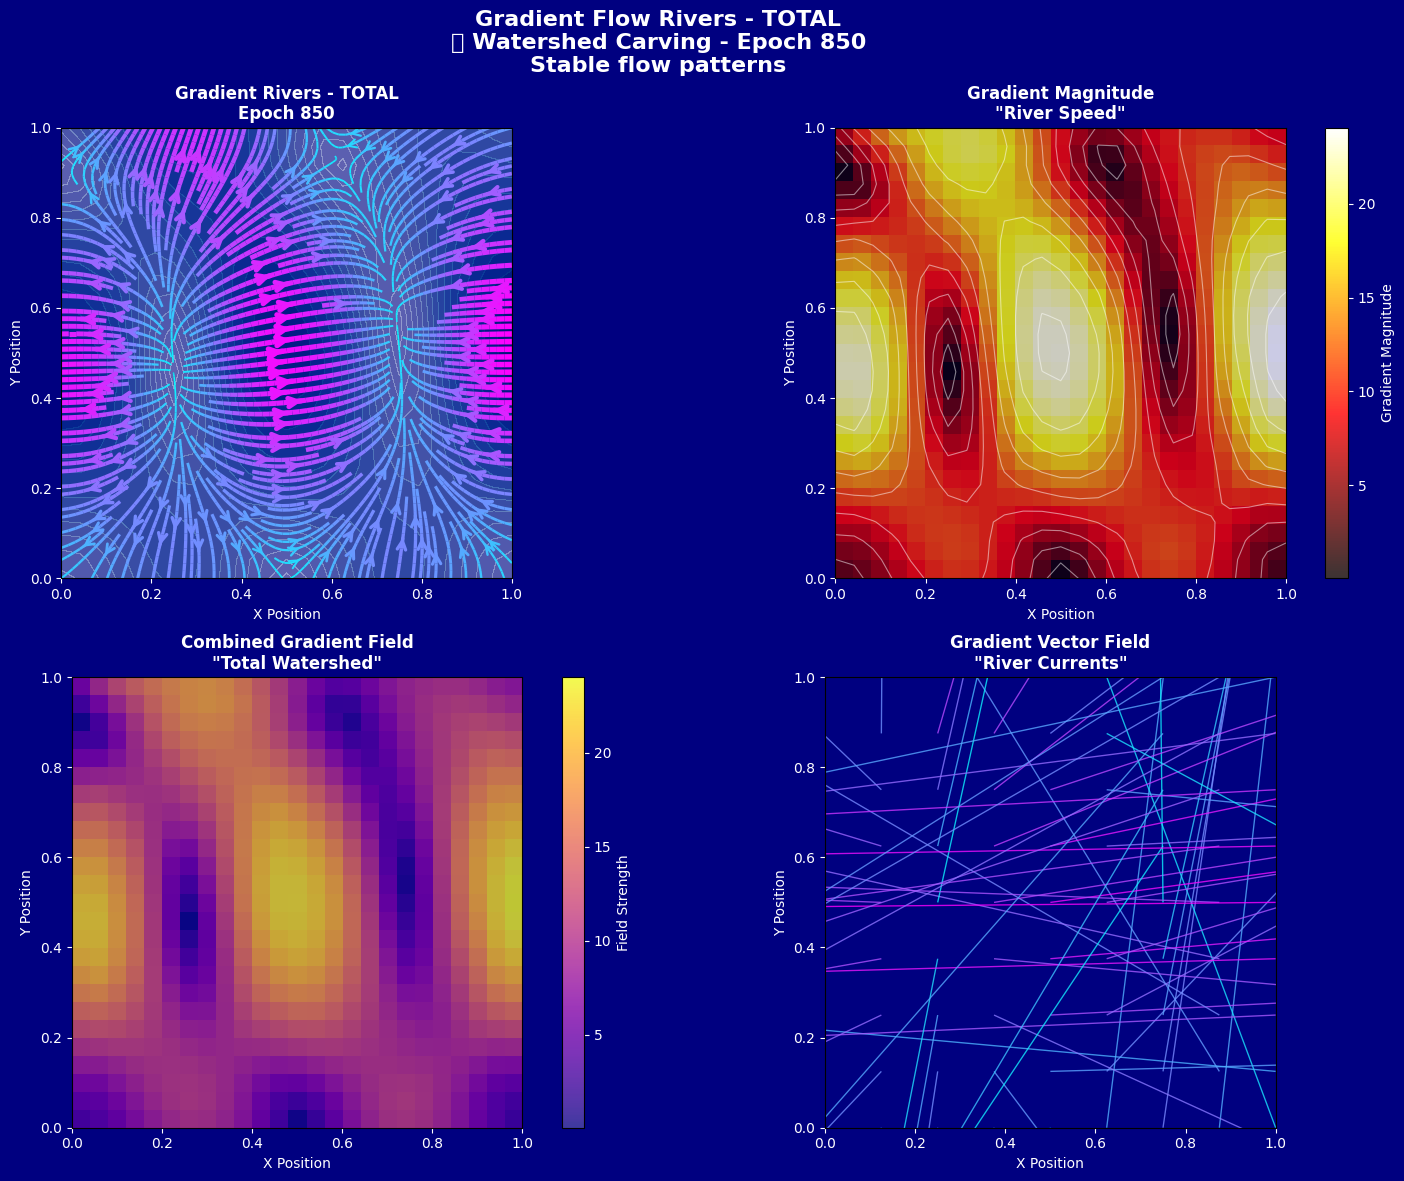 Gradient Flow Rivers - TOTAL
▯ Watershed Carving - Epoch 850
Stable flow patterns
Gradient Rivers - TOTAL
Epoch 850
1.0
0.8
0.6
0.4
0.2
0.0
Y Position
0.0 0.2 0.4 0.6 0.8 1.0
X Position
Gradient Magnitude
"River Speed"
1.0
0.8
0.6
0.4
0.2
0.0
Y Position
0.0 0.2 0.4 0.6 0.8 1.0
X Position
20
15
10
5
Gradient Magnitude
Combined Gradient Field
"Total Watershed"
1.0
0.8
0.6
0.4
0.2
0.0
Y Position
0.0 0.2 0.4 0.6 0.8 1.0
X Position
20
15
10
5
Field Strength
Gradient Vector Field
"River Currents"
1.0
0.8
0.6
0.4
0.2
0.0
Y Position
0.0 0.2 0.4 0.6 0.8 1.0
X Position